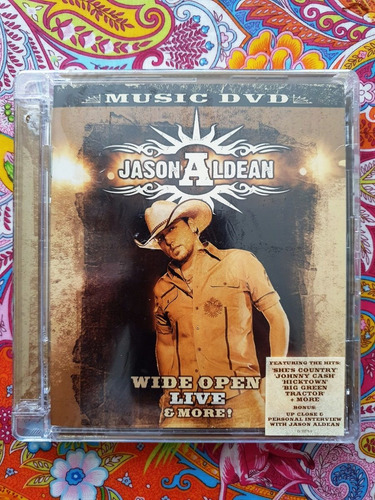 MUSIC DVD
JASON ALDEAN
WIDE OPEN
LIVE
& MORE!
FEATURING THE HITS:
'SHE'S COUNTRY'
'JOHNNY CASH'
'HICKTOWN'
'BIG GREEN
TRACTOR'
+ MORE
BONUS:
UP CLOSE &
PERSONAL INTERVIEW
WITH JASON ALDEAN